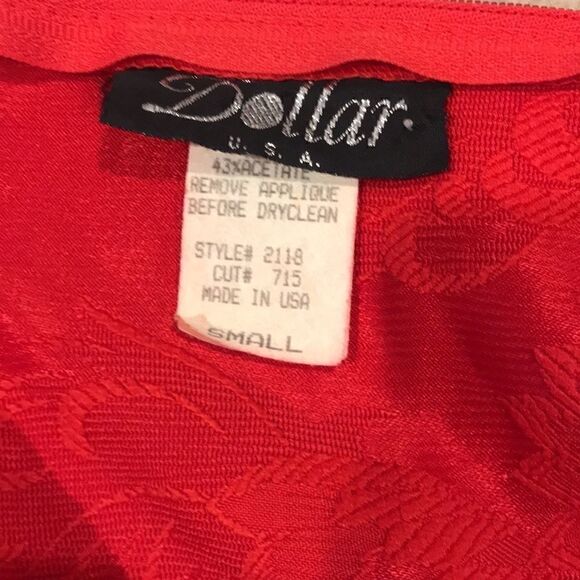 Dollar
U. S. A.
43%ACETATE
REMOVE APPLIQUE
BEFORE DRYCLEAN
STYLE# 2118
CUT# 715
MADE IN USA
SMALL